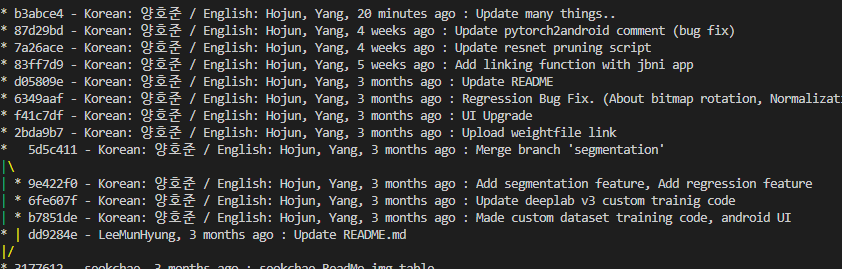 * b3abce4 - Korean: 양호준 / English: Hojun, Yang, 20 minutes ago : Update many things..
* 87d29bd - Korean: 양호준 / English: Hojun, Yang, 4 weeks ago : Update pytorch2android comment (bug fix)
* 7a26ace - Korean: 양호준 / English: Hojun, Yang, 4 weeks ago : Update resnet pruning script
* 83ff7d9 - Korean: 양호준 / English: Hojun, Yang, 5 weeks ago : Add linking function with jbni app
* d05809e - Korean: 양호준 / English: Hojun, Yang, 3 months ago : Update README
* 6349aaf - Korean: 양호준 / English: Hojun, Yang, 3 months ago : Regression Bug Fix. (About bitmap rotation, Normalizati
* f41c7df - Korean: 양호준 / English: Hojun, Yang, 3 months ago : UI Upgrade
* 2bda9b7 - Korean: 양호준 / English: Hojun, Yang, 3 months ago : Upload weightfile link
*   5d5c411 - Korean: 양호준 / English: Hojun, Yang, 3 months ago : Merge branch 'segmentation'
|\
| * 9e422f0 - Korean: 양호준 / English: Hojun, Yang, 3 months ago : Add segmentation feature, Add regression feature
| * 6fe607f - Korean: 양호준 / English: Hojun, Yang, 3 months ago : Update deeplab v3 custom trainig code
| * b7851de - Korean: 양호준 / English: Hojun, Yang, 3 months ago : Made custom dataset training code, android UI
* | dd9284e - LeeMunHyung, 3 months ago : Update README.md
|/
* 3177612 - seokchae, 3 months ago : seokchae ReadMe img table